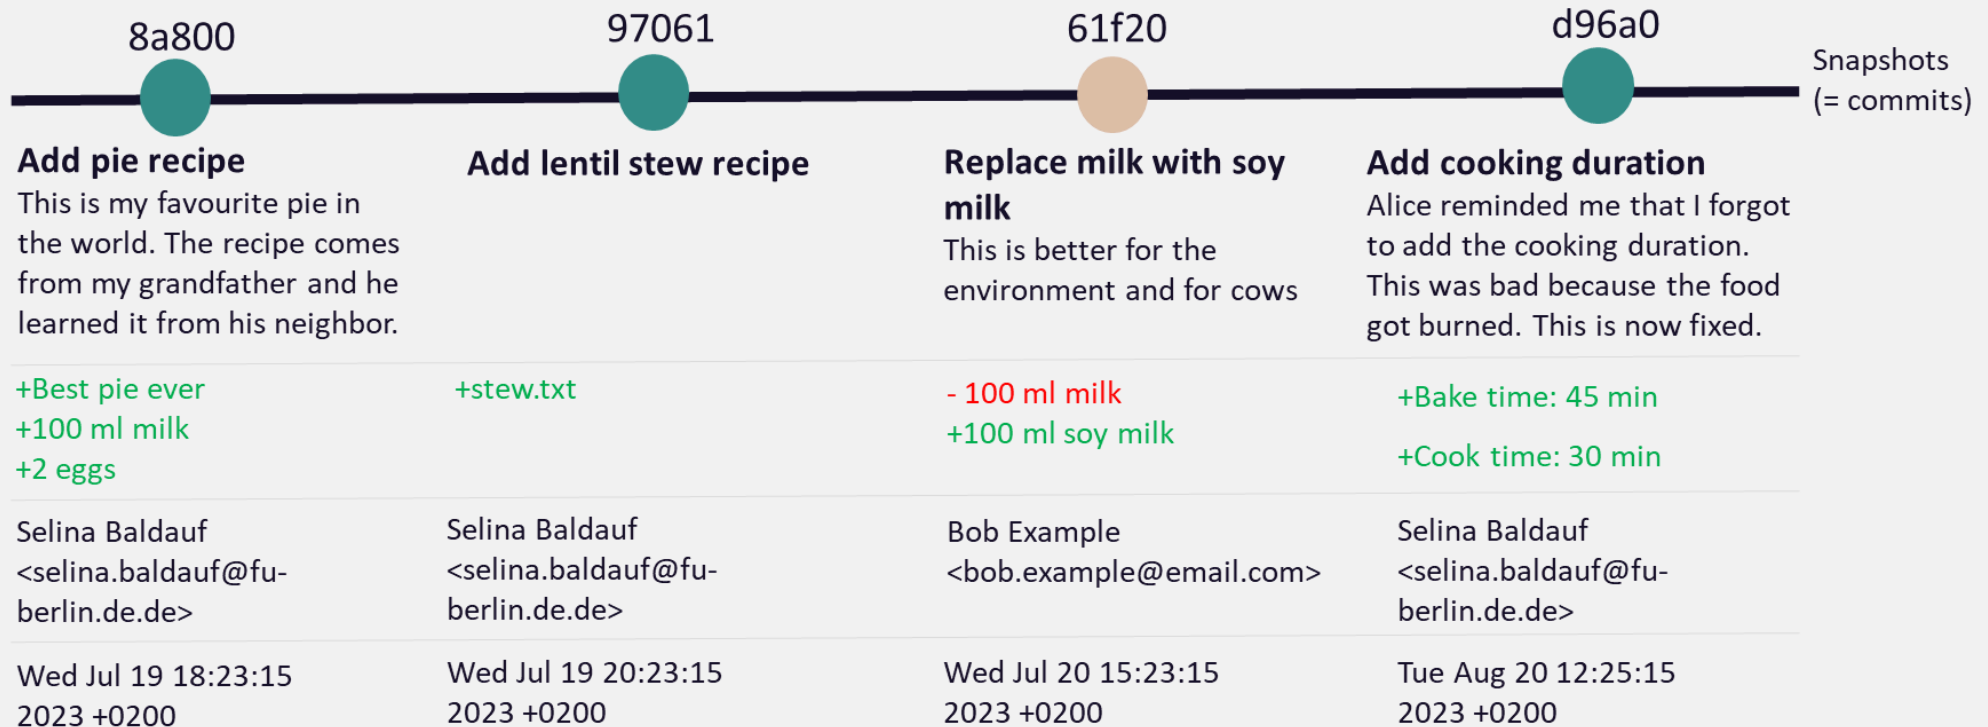 8a800
97061
61f20
d96a0
Snapshots
(= commits)
Add pie recipe
This is my favourite pie in
the world. The recipe comes
from my grandfather and he
learned it from his neighbor.
Add lentil stew recipe
Replace milk with soy
milk
This is better for the
environment and for cows
Add cooking duration
Alice reminded me that I forgot
to add the cooking duration.
This was bad because the food
got burned. This is now fixed.
+Best pie ever
+100 ml milk
+2 eggs
+stew.txt
- 100 ml milk
+100 ml soy milk
+Bake time: 45 min
+Cook time: 30 min
Selina Baldauf
<selina.baldauf@fu-
berlin.de.de>
Selina Baldauf
<selina.baldauf@fu-
berlin.de.de>
Bob Example
<bob.example@email.com>
Selina Baldauf
<selina.baldauf@fu-
berlin.de.de>
Wed Jul 19 18:23:15
2023 +0200
Wed Jul 19 20:23:15
2023 +0200
Wed Jul 20 15:23:15
2023 +0200
Tue Aug 20 12:25:15
2023 +0200